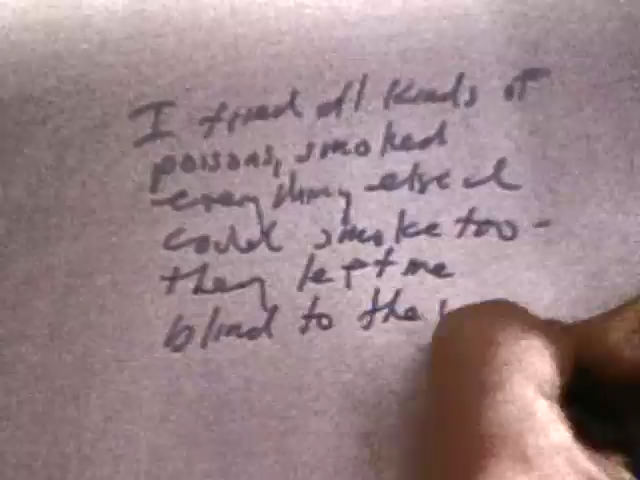 I tried all kinds of
poisons, smoked
everything else I
could smoke too -
they left me
blind to the